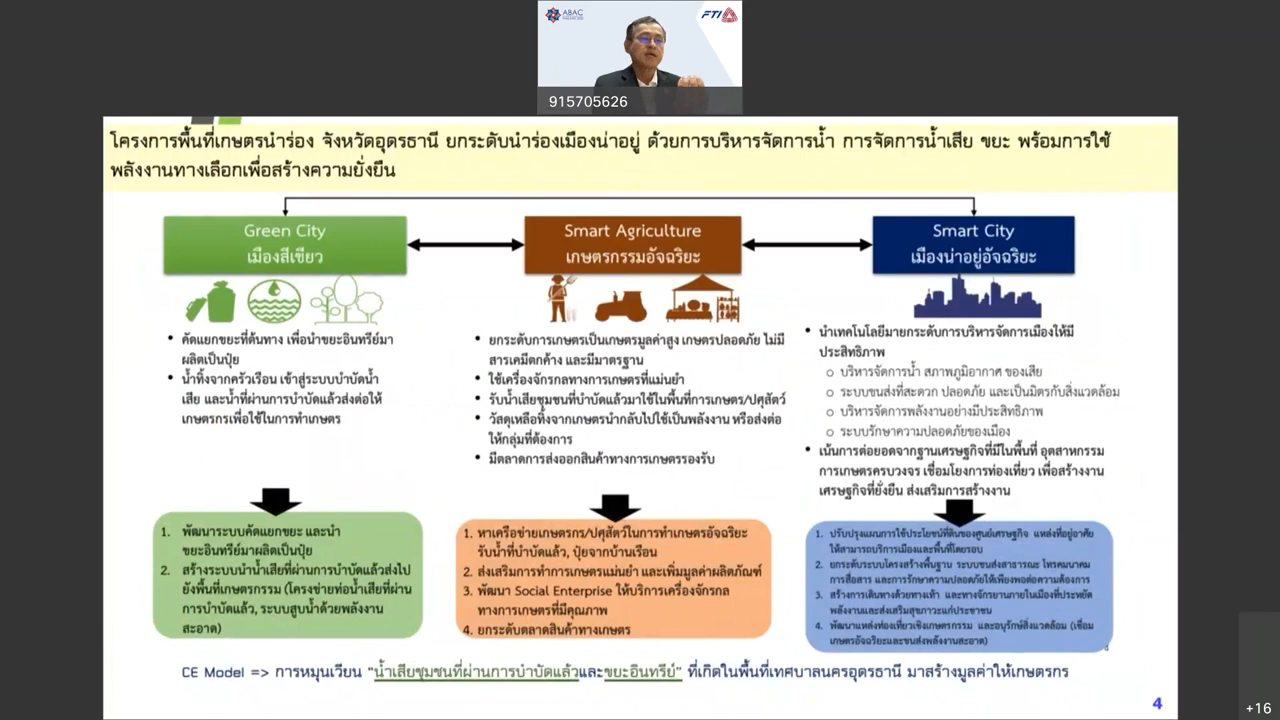 ABAC
FTI
915705626
โครงการพื้นที่เกษตรนำร่อง จังหวัดอุดรธานี ยกระดับนำร่องเมืองน่าอยู่ ด้วยการบริหารจัดการน้ำ การจัดการน้ำเสีย ขยะ พร้อมการใช้
พลังงานทางเลือกเพื่อสร้างความยั่งยืน
Green City
เมืองสีเขียว
• คัดแยกขยะที่ต้นทาง เพื่อนำขยะอินทรีย์มา
ผลิตเป็นปุ๋ย
• น้ำทิ้งจากครัวเรือน เข้าสู่ระบบบำบัดน้ำ
เสีย และน้ำที่ผ่านการบำบัดแล้วส่งต่อให้
เกษตรกรเพื่อใช้ในการทำเกษตร
1. พัฒนาระบบคัดแยกขยะ และนำ
ขยะอินทรีย์มาผลิตเป็นปุ๋ย
2. สร้างระบบนำน้ำเสียที่ผ่านการบำบัดแล้วส่งไป
ยังพื้นที่เกษตรกรรม (โครงข่ายท่อน้ำเสียที่ผ่าน
การบำบัดแล้ว, ระบบสูบน้ำด้วยพลังงาน
สะอาด)
Smart Agriculture
เกษตรกรรมอัจฉริยะ
• ยกระดับการเกษตรเป็นเกษตรมูลค่าสูง เกษตรปลอดภัย ไม่มี
สารเคมีตกค้าง และมีมาตรฐาน
• ใช้เครื่องจักรกลทางการเกษตรที่แม่นยำ
• รับน้ำเสียชุมชนที่บำบัดแล้วมาใช้ในพื้นที่การเกษตร/ปศุสัตว์
• วัสดุเหลือทิ้งจากเกษตรนำกลับไปใช้เป็นพลังงาน หรือส่งต่อ
ให้กลุ่มที่ต้องการ
• มีตลาดการส่งออกสินค้าทางการเกษตรรองรับ
1. หาเครือข่ายเกษตรกร/ปศุสัตว์ในการทำเกษตรอัจฉริยะ
รับน้ำที่บำบัดแล้ว, ปุ๋ยจากบ้านเรือน
2. ส่งเสริมการทำการเกษตรแม่นยำ และเพิ่มมูลค่าผลิตภัณฑ์
3. พัฒนา Social Enterprise ให้บริการเครื่องจักรกล
ทางการเกษตรที่มีคุณภาพ
4. ยกระดับตลาดสินค้าทางเกษตร
Smart City
เมืองน่าอยู่อัจฉริยะ
• นำเทคโนโลยีมายกระดับการบริหารจัดการเมืองให้มี
ประสิทธิภาพ
o บริหารจัดการน้ำ สภาพภูมิอากาศ ของเสีย
o ระบบขนส่งที่สะดวก ปลอดภัย และเป็นมิตรกับสิ่งแวดล้อม
o บริหารจัดการพลังงานอย่างมีประสิทธิภาพ
o ระบบรักษาความปลอดภัยของเมือง
• เน้นการต่อยอดจากฐานเศรษฐกิจที่มีในพื้นที่ อุตสาหกรรม
การเกษตรครบวงจร เชื่อมโยงการท่องเที่ยว เพื่อสร้างงาน
เศรษฐกิจที่ยั่งยืน ส่งเสริมการสร้างงาน
1. ปรับปรุงแผนการใช้ประโยชน์ที่ดินของศูนย์เศรษฐกิจ แหล่งที่อยู่อาศัย
ให้สามารถบริการเมืองและพื้นที่โดยรอบ
2. ยกระดับระบบโครงสร้างพื้นฐาน ระบบขนส่งสาธารณะ โทรคมนาคม
การสื่อสาร และการรักษาความปลอดภัยให้เพียงพอต่อความต้องการ
3. สร้างการเดินทางด้วยทางเท้า และทางจักรยานภายในเมืองที่ประหยัด
พลังงานและส่งเสริมสุขภาวะแก่ประชาชน
4. พัฒนาแหล่งท่องเที่ยวเชิงเกษตรกรรม และอนุรักษ์สิ่งแวดล้อม (เชื่อม
เกษตรอัจฉริยะและขนส่งพลังงานสะอาด)
CE Model => การหมุนเวียน “น้ำเสียชุมชนที่ผ่านการบำบัดแล้วและขยะอินทรีย์” ที่เกิดในพื้นที่เทศบาลนครอุดรธานี มาสร้างมูลค่าให้เกษตรกร
4
+16